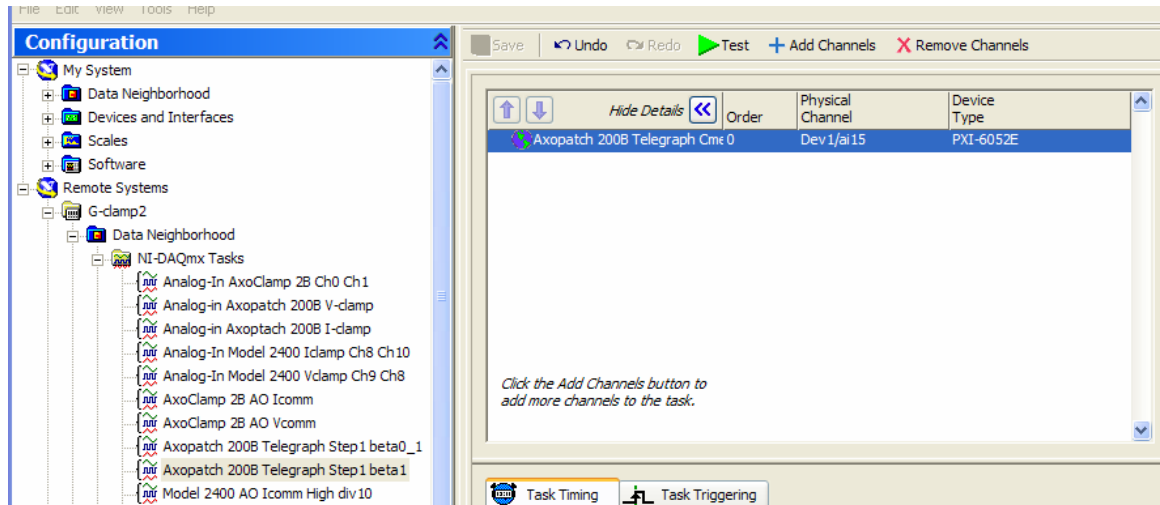 File Edit View Tools Help
Configuration
Save Undo Redo Test Add Channels Remove Channels
My System
Data Neighborhood
Devices and Interfaces
Scales
Software
Remote Systems
G-clamp2
Data Neighborhood
NI-DAQmx Tasks
Analog-In AxoClamp 2B Ch0 Ch1
Analog-in Axopatch 200B V-clamp
Analog-in Axoptach 200B I-clamp
Analog-In Model 2400 Iclamp Ch8 Ch10
Analog-In Model 2400 Vclamp Ch9 Ch8
AxoClamp 2B AO Icomm
AxoClamp 2B AO Vcomm
Axopatch 200B Telegraph Step1 beta0_1
Axopatch 200B Telegraph Step1 beta1
Model 2400 AO Icomm High div10
Hide Details Order Physical Channel Device Type
Axopatch 200B Telegraph Cme 0 Dev1/ai15 PXI-6052E
Click the Add Channels button to
add more channels to the task.
Task Timing Task Triggering